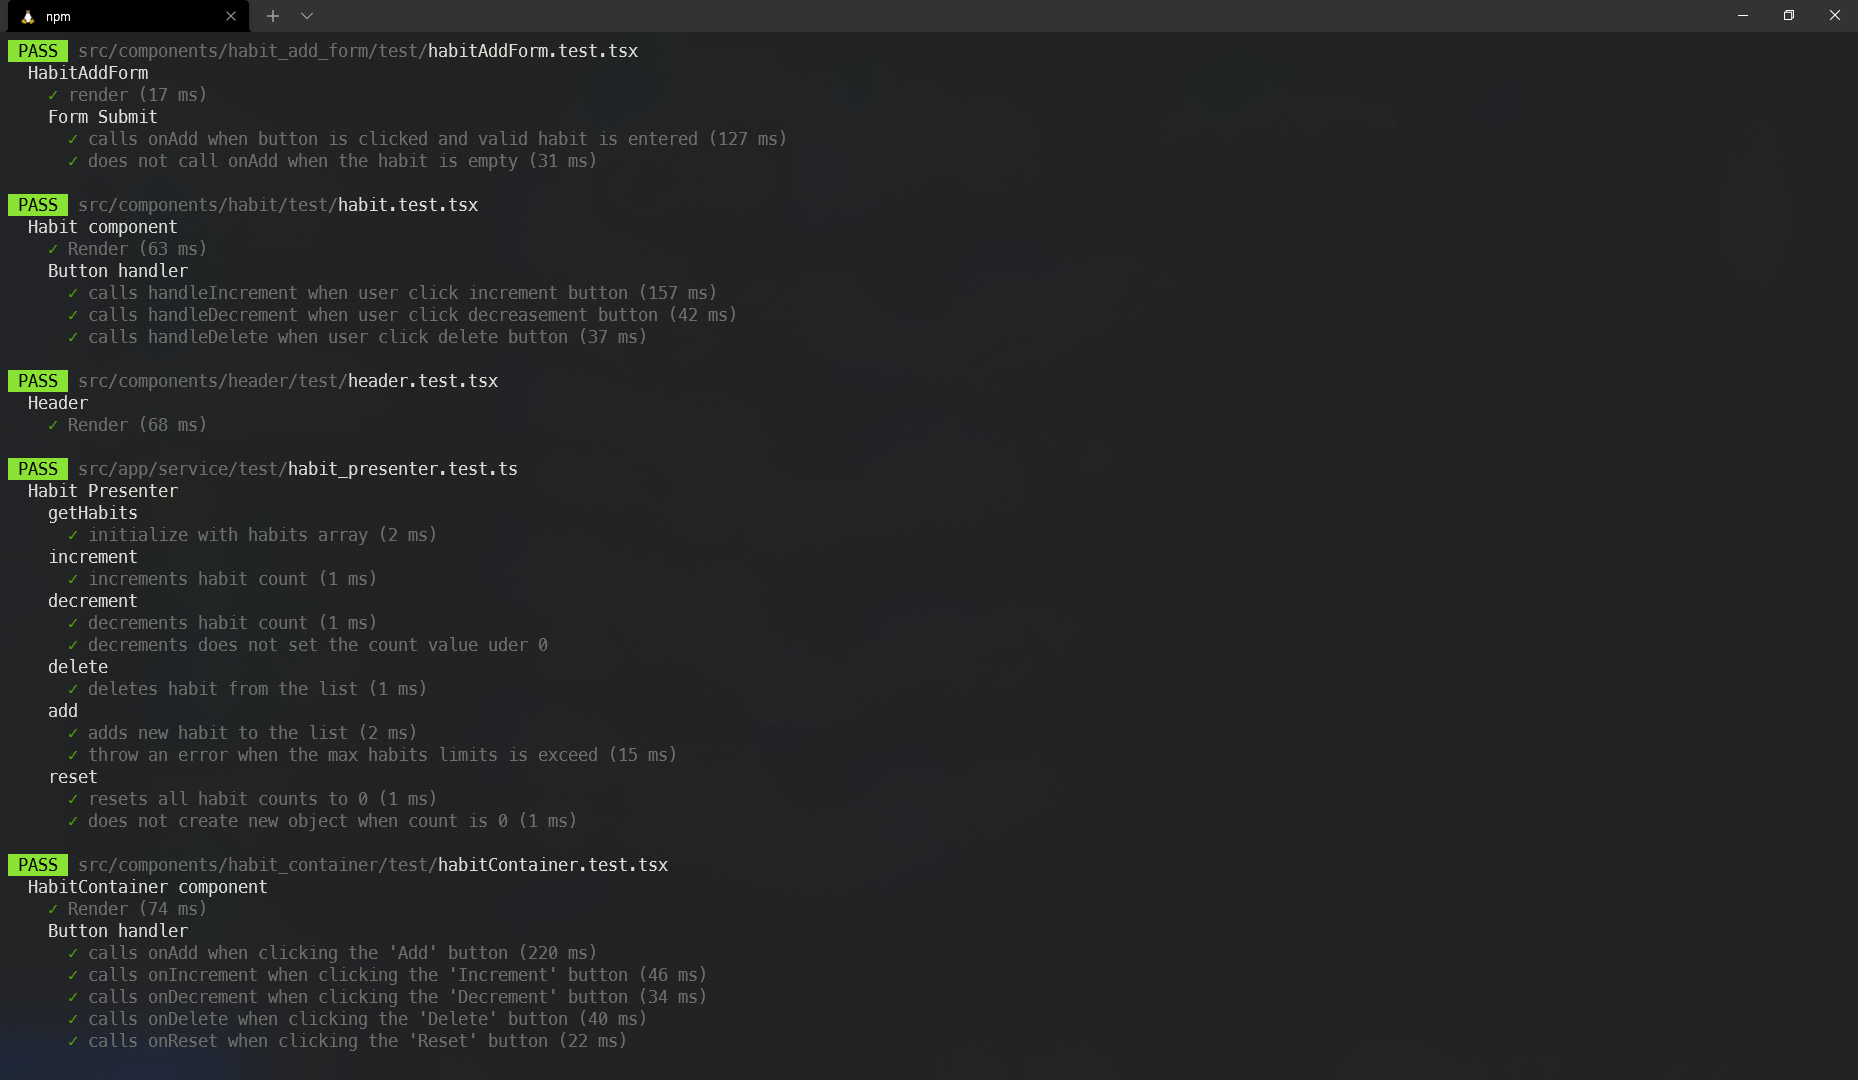 npm
PASS src/components/habit_add_form/test/habitAddForm.test.tsx
HabitAddForm
✓ render (17 ms)
Form Submit
✓ calls onAdd when button is clicked and valid habit is entered (127 ms)
✓ does not call onAdd when the habit is empty (31 ms)
PASS src/components/habit/test/habit.test.tsx
Habit component
✓ Render (63 ms)
Button handler
✓ calls handleIncrement when user click increment button (157 ms)
✓ calls handleDecrement when user click decreasement button (42 ms)
✓ calls handleDelete when user click delete button (37 ms)
PASS src/components/header/test/header.test.tsx
Header
✓ Render (68 ms)
PASS src/app/service/test/habit_presenter.test.ts
Habit Presenter
getHabits
✓ initialize with habits array (2 ms)
increment
✓ increments habit count (1 ms)
decrement
✓ decrements habit count (1 ms)
✓ decrements does not set the count value uder 0
delete
✓ deletes habit from the list (1 ms)
add
✓ adds new habit to the list (2 ms)
✓ throw an error when the max habits limits is exceed (15 ms)
reset
✓ resets all habit counts to 0 (1 ms)
✓ does not create new object when count is 0 (1 ms)
PASS src/components/habit_container/test/habitContainer.test.tsx
HabitContainer component
✓ Render (74 ms)
Button handler
✓ calls onAdd when clicking the 'Add' button (220 ms)
✓ calls onIncrement when clicking the 'Increment' button (46 ms)
✓ calls onDecrement when clicking the 'Decrement' button (34 ms)
✓ calls onDelete when clicking the 'Delete' button (40 ms)
✓ calls onReset when clicking the 'Reset' button (22 ms)